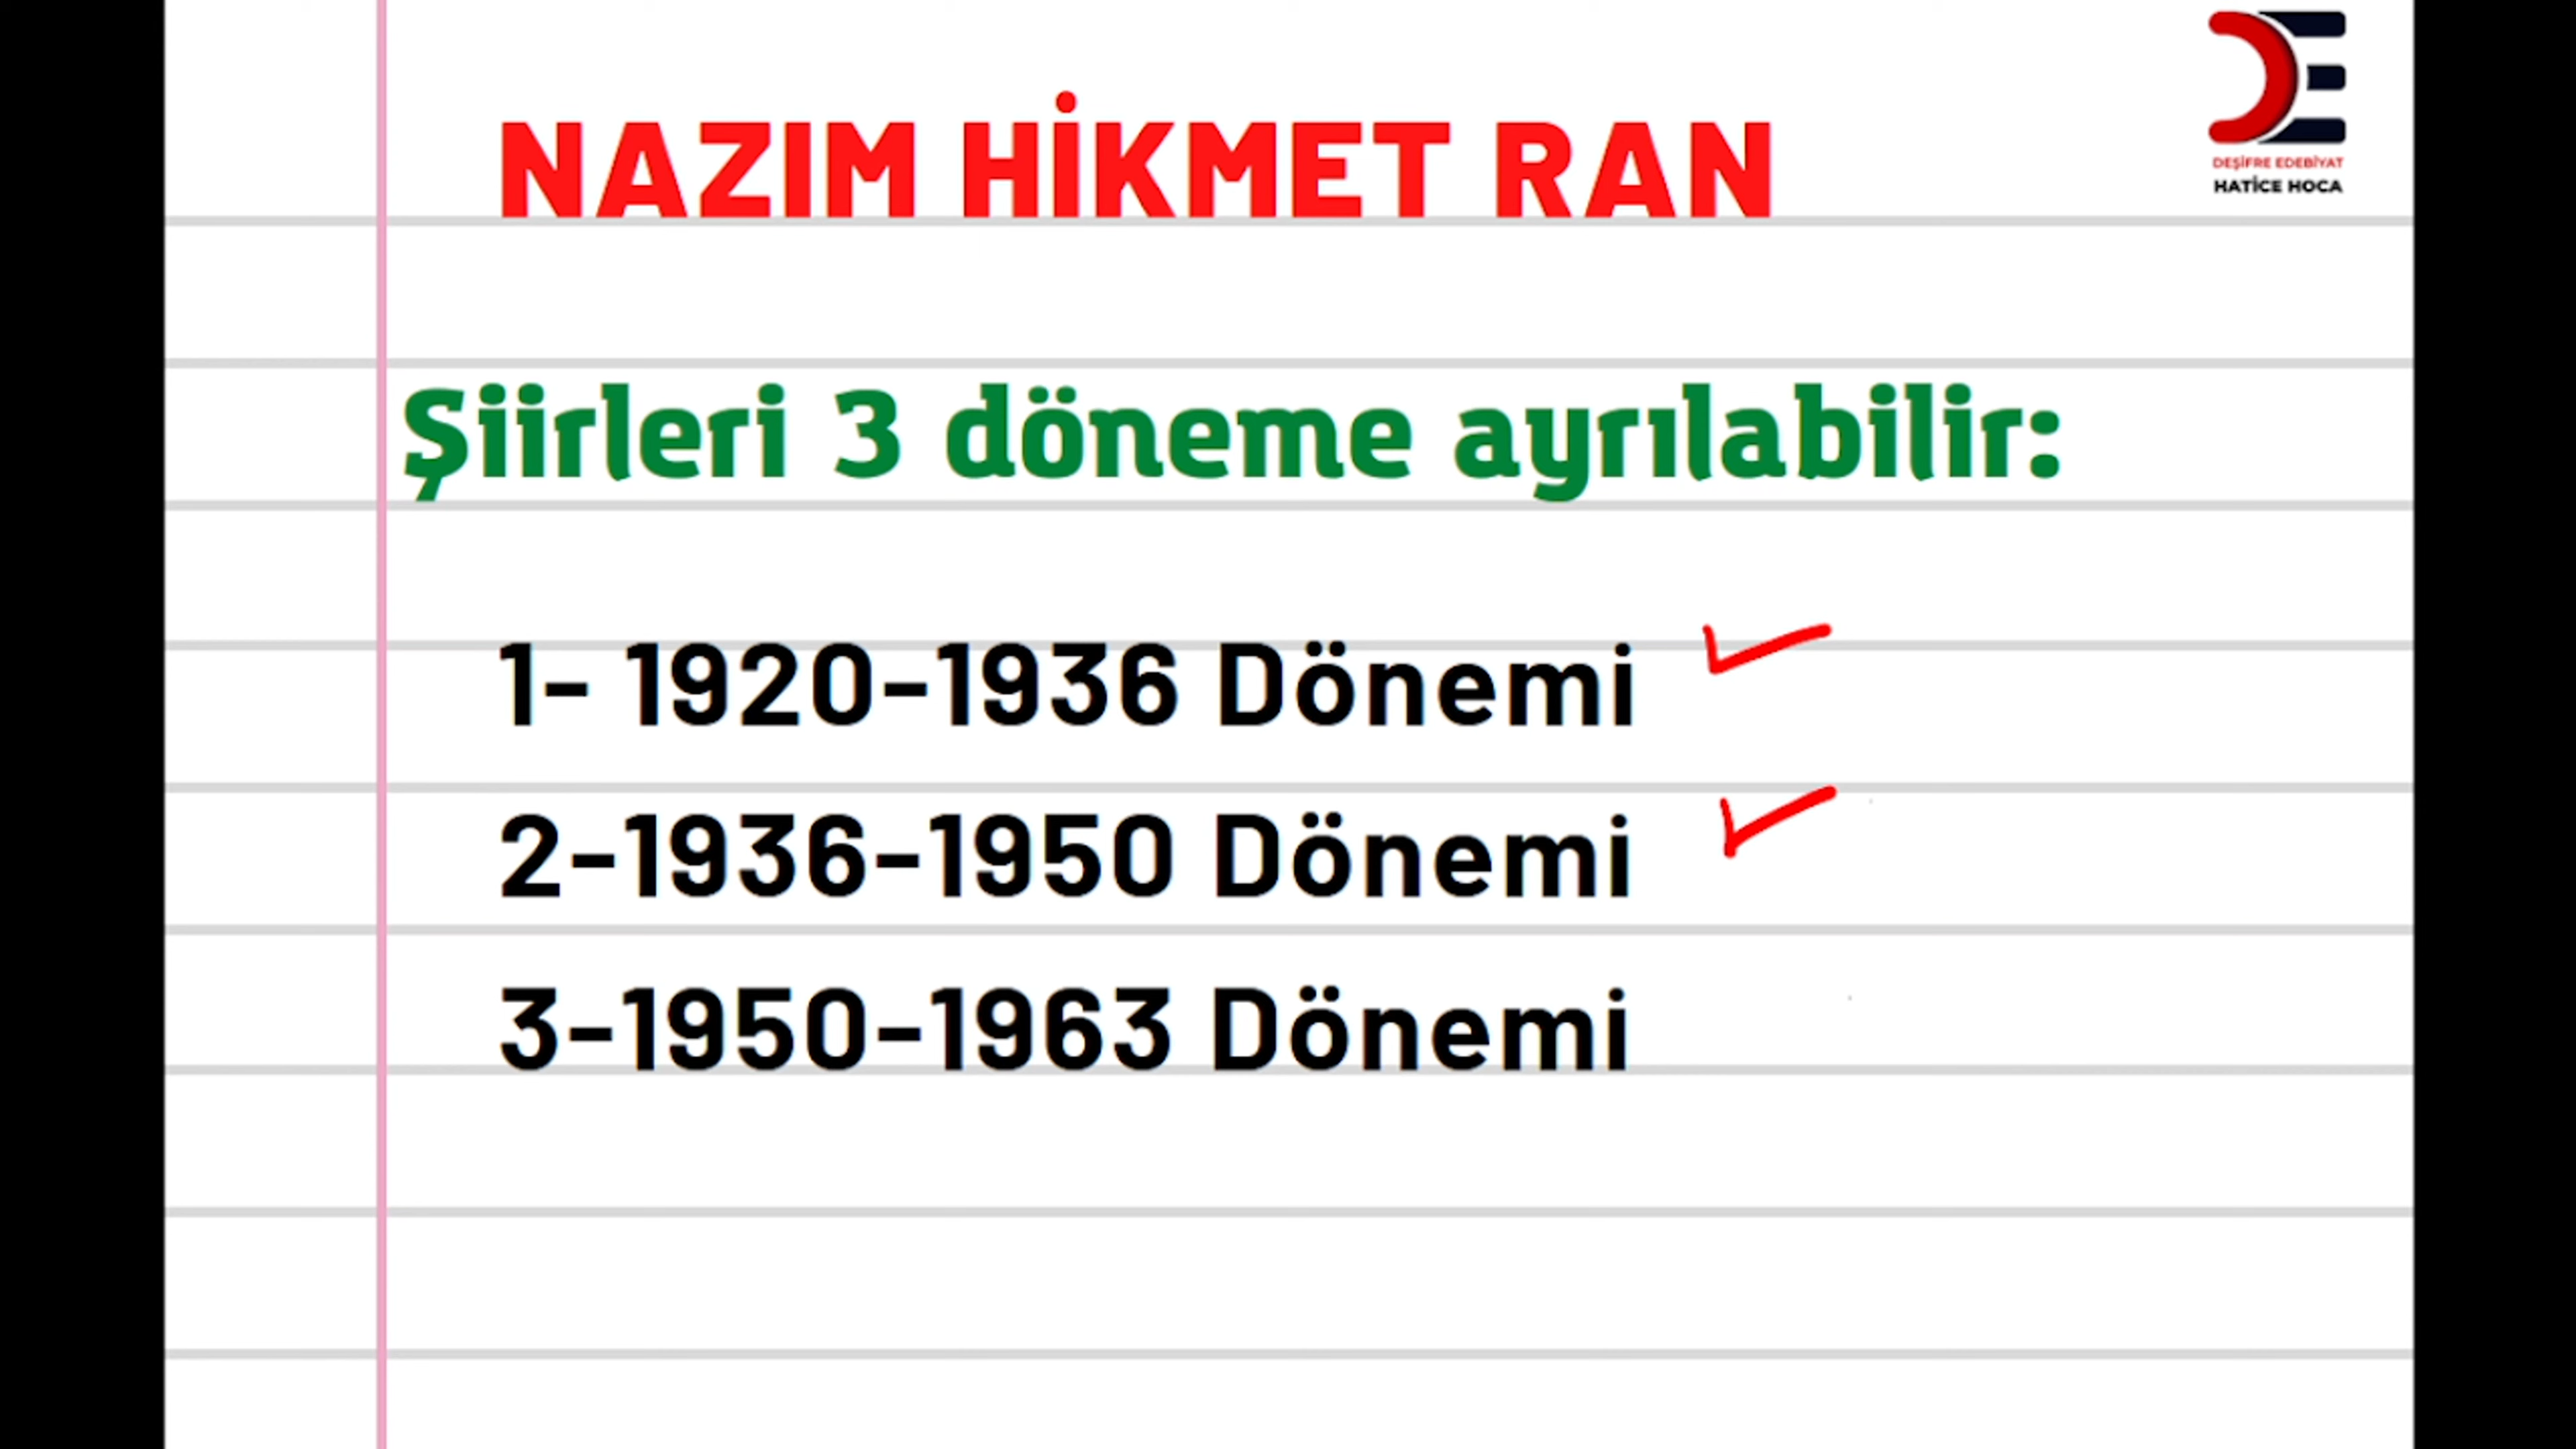 NAZIM HİKMET RAN
DEŞİFRE EDEBİYAT
HATİCE HOCA
Şiirleri 3 döneme ayrılabilir:
1- 1920-1936 Dönemi
2-1936-1950 Dönemi
3-1950-1963 Dönemi